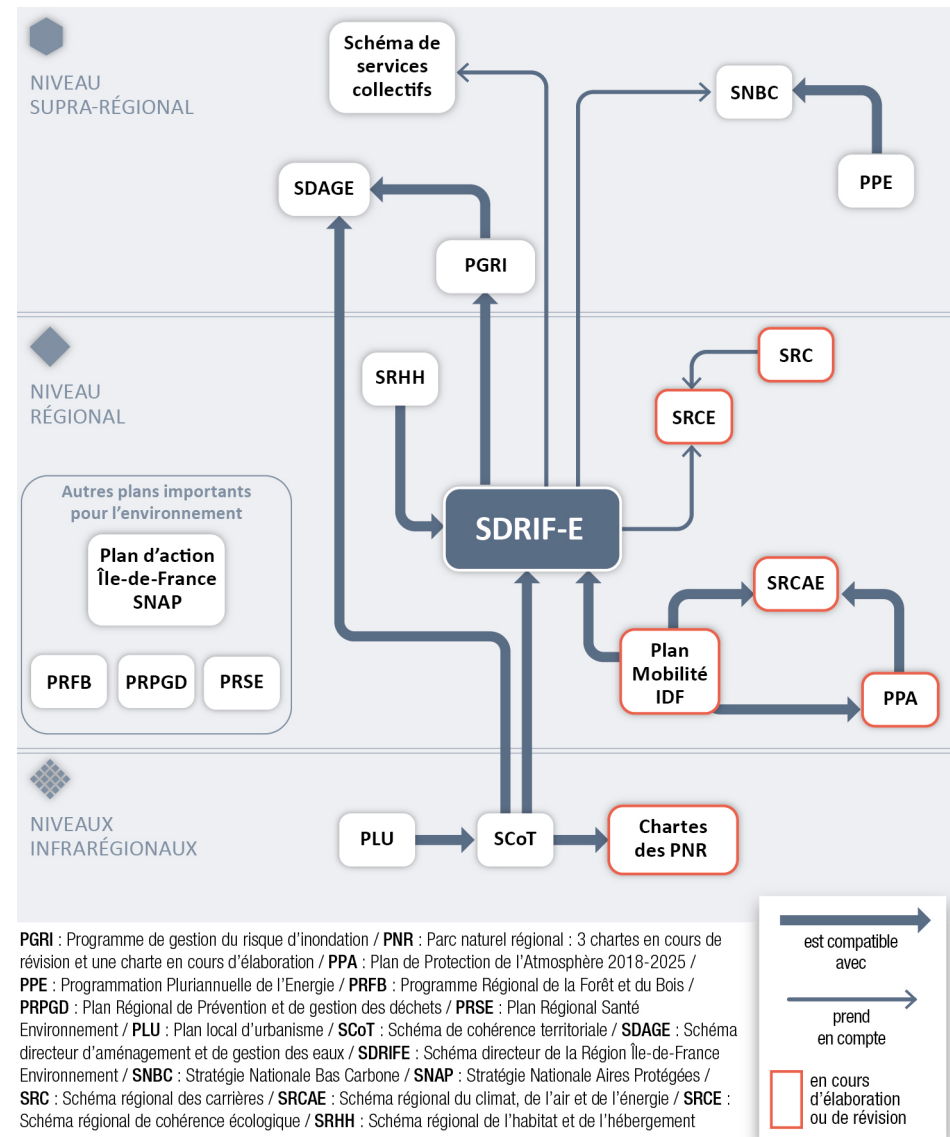 NIVEAU
SUPRA-RÉGIONAL
Schéma de
services
collectifs
SNBC
PPE
SDAGE
PGRI
NIVEAU
RÉGIONAL
SRHH
SRC
SRCE
SDRIF-E
Autres plans importants
pour l'environnement
Plan d'action
Île-de-France
SNAP
PRFB
PRPGD
PRSE
SRCAE
Plan
Mobilité
IDF
PPA
NIVEAUX
INFRARÉGIONAUX
PLU
SCoT
Chartes
des PNR
PGRI : Programme de gestion du risque d'inondation / PNR : Parc naturel régional : 3 chartes en cours de
révision et une charte en cours d'élaboration / PPA : Plan de Protection de l'Atmosphère 2018-2025 /
PPE : Programmation Pluriannuelle de l'Energie / PRFB : Programme Régional de la Forêt et du Bois /
PRPGD : Plan Régional de Prévention et de gestion des déchets / PRSE : Plan Régional Santé
Environnement / PLU : Plan local d'urbanisme / SCoT : Schéma de cohérence territoriale / SDAGE : Schéma
directeur d'aménagement et de gestion des eaux / SDRIFE : Schéma directeur de la Région Île-de-France
Environnement / SNBC : Stratégie Nationale Bas Carbone / SNAP : Stratégie Nationale Aires Protégées /
SRC : Schéma régional des carrières / SRCAE : Schéma régional du climat, de l'air et de l'énergie / SRCE :
Schéma régional de cohérence écologique / SRHH : Schéma régional de l'habitat et de l'hébergement
est compatible
avec
prend
en compte
en cours
d'élaboration
ou de révision